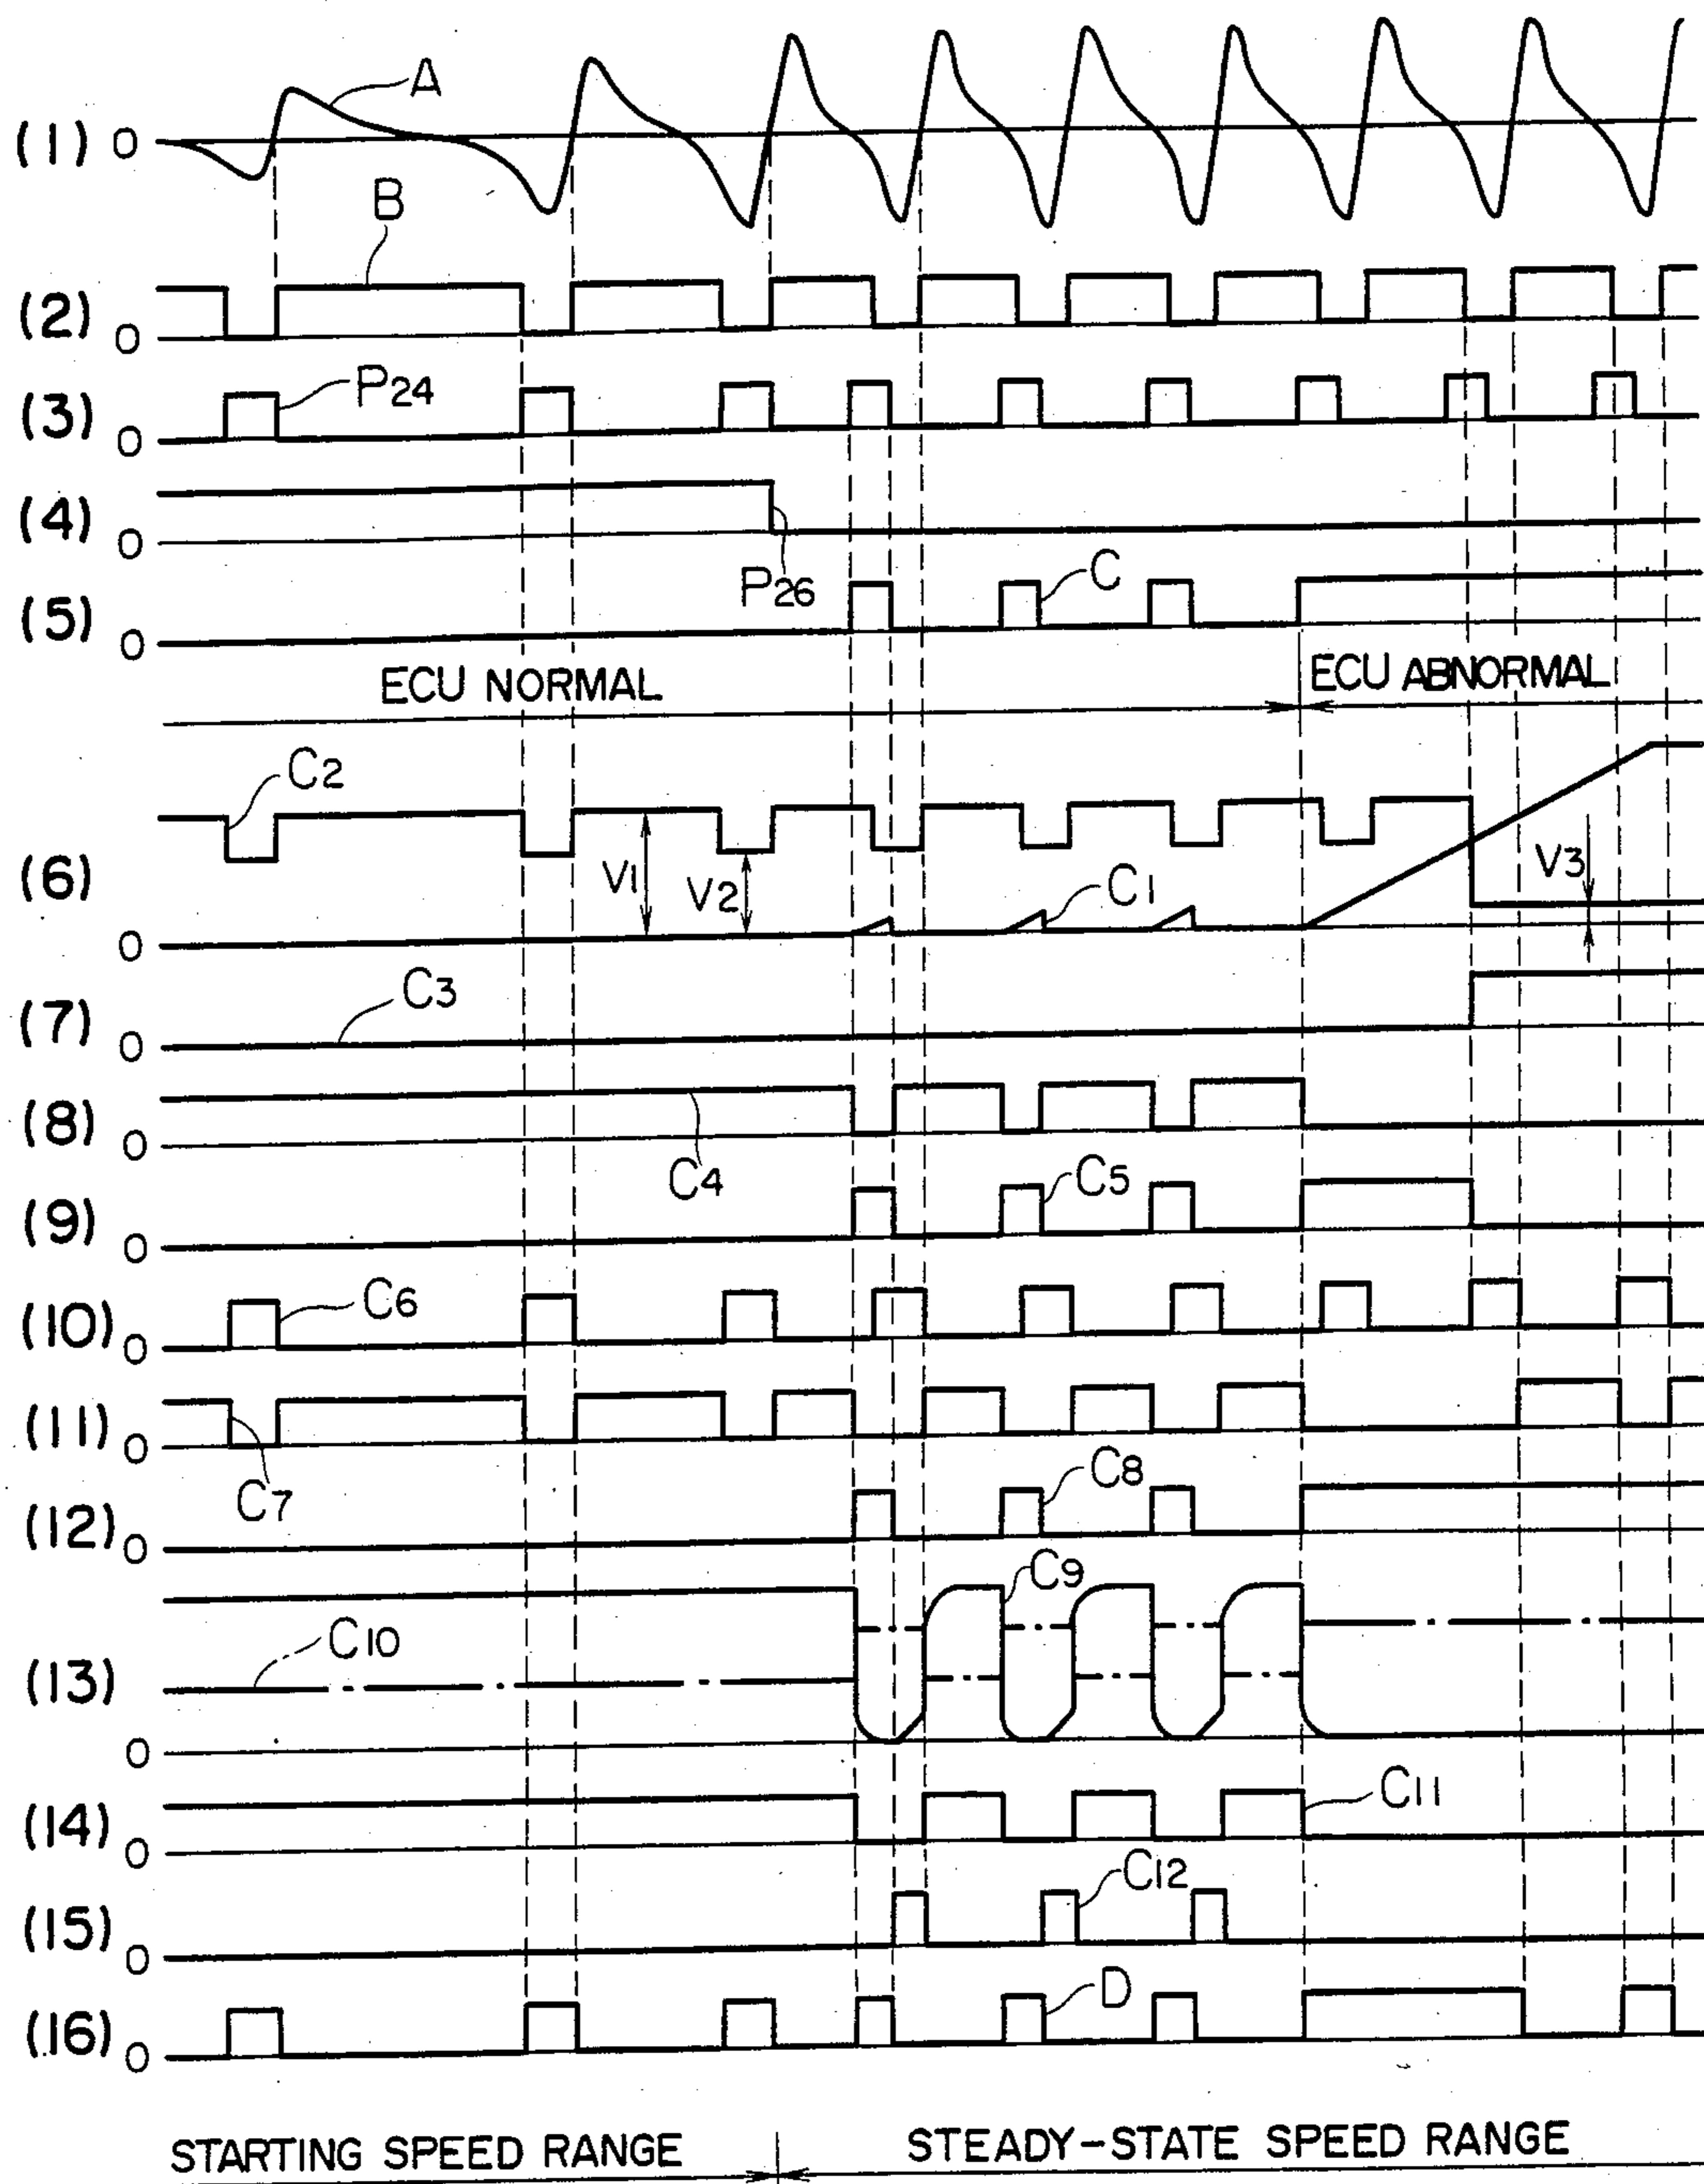 A
(1) 0
B
(2) 0
P24
(3) 0
(4) 0
P26
C
(5) 0
ECU NORMAL
ECU ABNORMAL
C2
(6) 0
V1
V2
C1
V3
C3
(7) 0
(8) 0
C4
C5
(9) 0
C6
(10) 0
(11) 0
C7
C8
(12) 0
C9
C10
(13) 0
C11
(14) 0
C12
(15) 0
D
(16) 0
STARTING SPEED RANGE
STEADY-STATE SPEED RANGE